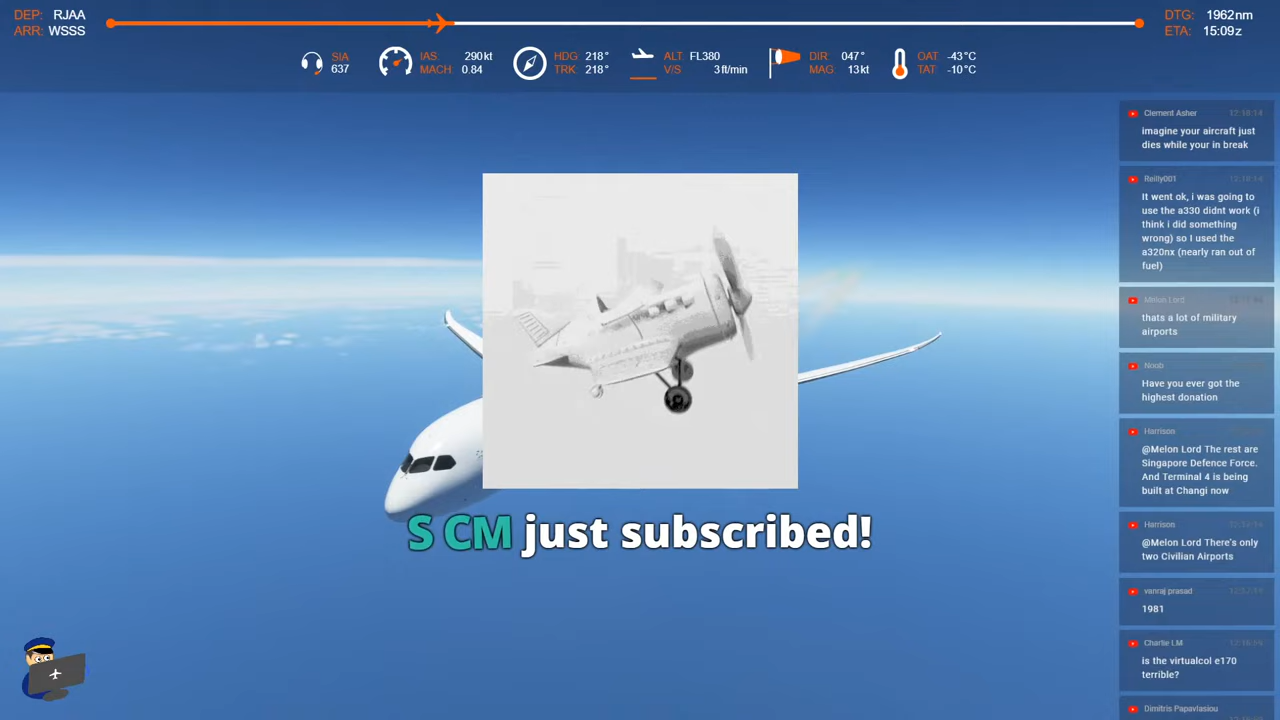 DEP: RJAA
ARR: WSSS
DTG: 1962nm
ETA: 15:09z
SIA
637
IAS: 290kt
MACH: 0.84
HDG: 218°
TRK: 218°
ALT: FL380
V/S 3ft/min
DIR: 047°
MAG: 13kt
OAT: -43°C
TAT: -10°C
S CM just subscribed!
Clement Asher
imagine your aircraft just
dies while your in break
Reilly001
It went ok, i was going to
use the a330 didnt work (i
think i did something
wrong) so I used the
a320nx (nearly ran out of
fuel)
Melon Lord
thats a lot of military
airports
Noob
Have you ever got the
highest donation
Harrison
@Melon Lord The rest are
Singapore Defence Force.
And Terminal 4 is being
built at Changi now
Harrison
@Melon Lord There's only
two Civilian Airports
vanraj prasad
1981
Charlie I.M
is the virtualcol e170
terrible?
Dimitris Papavlasiou